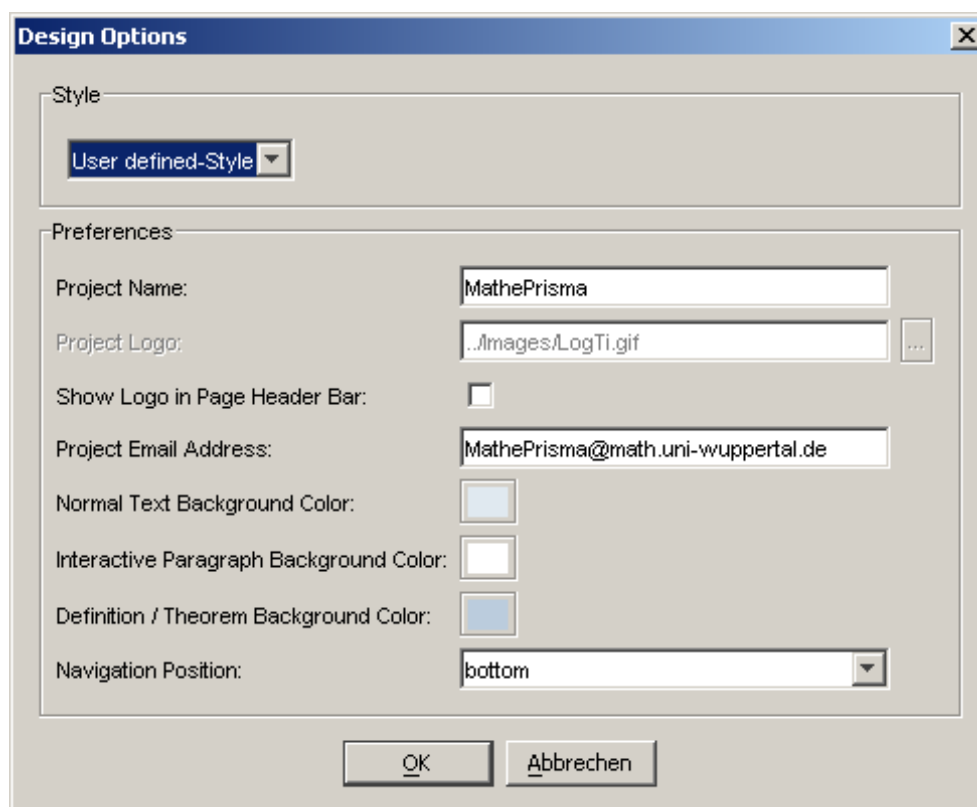 Design Options
Style
User defined-Style
Preferences
Project Name: MathePrisma
Project Logo: ../Images/LogTi.gif ...
Show Logo in Page Header Bar:
Project Email Address: MathePrisma@math.uni-wuppertal.de
Normal Text Background Color:
Interactive Paragraph Background Color:
Definition / Theorem Background Color:
Navigation Position: bottom
OK Abbrechen